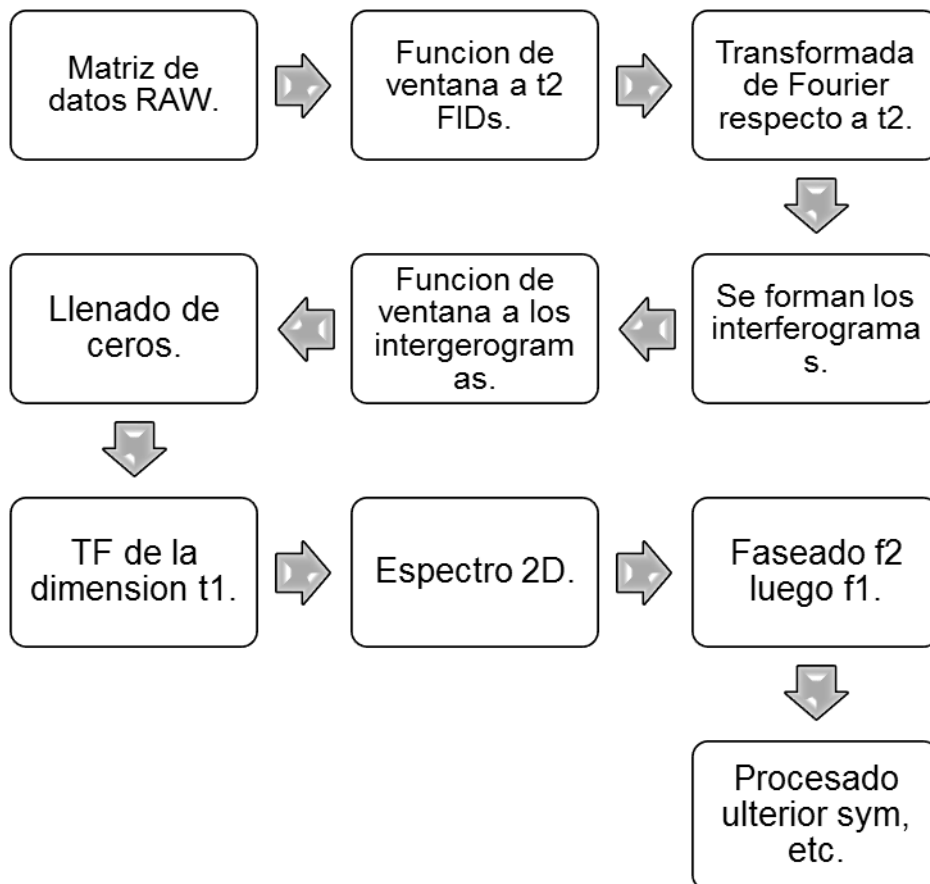 Matriz de
datos RAW.
Funcion de
ventana a t2
FIDs.
Transformada
de Fourier
respecto a t2.
Se forman los
interferograma
s.
Funcion de
ventana a los
intergerogram
as.
Llenado de
ceros.
TF de la
dimension t1.
Espectro 2D.
Faseado f2
luego f1.
Procesado
ulterior sym,
etc.